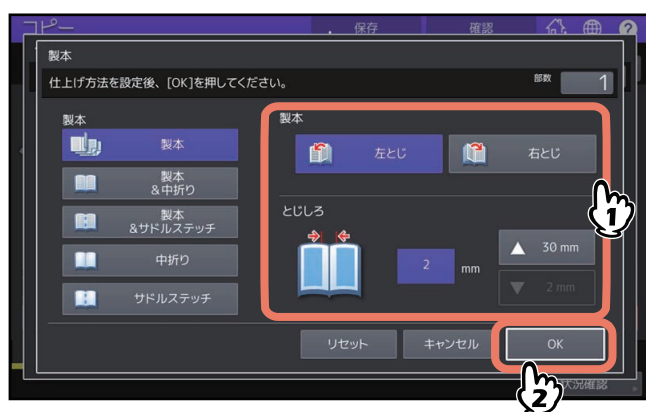 コピー
保存
確認
製本
仕上げ方法を設定後、[OK]を押してください。
部数
1
製本
製本
製本
&中折り
製本
&サドルステッチ
中折り
サドルステッチ
製本
左とじ
右とじ
1
とじしろ
2
mm
30 mm
2 mm
リセット
キャンセル
OK
2
状況確認